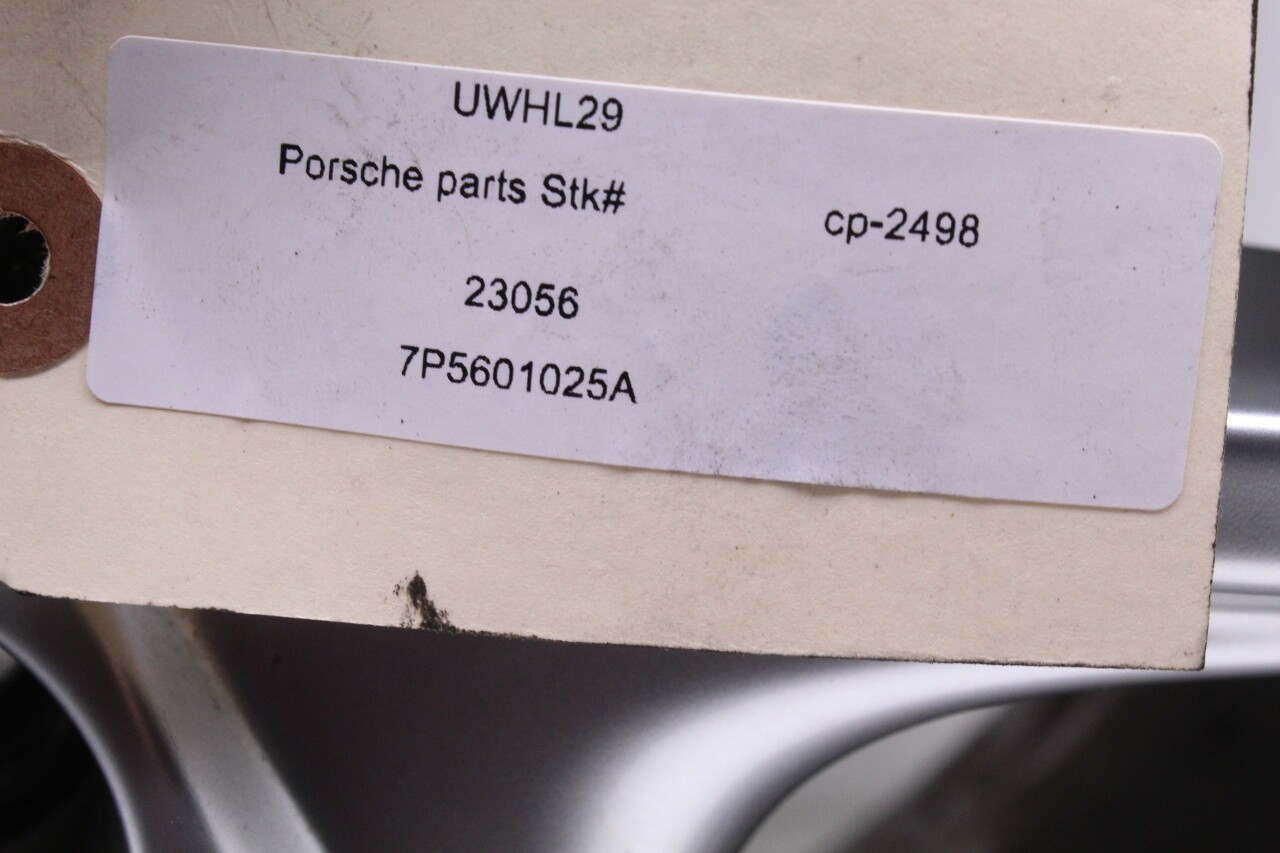 UWHL29
Porsche parts Stk# cp-2498
23056
7P5601025A